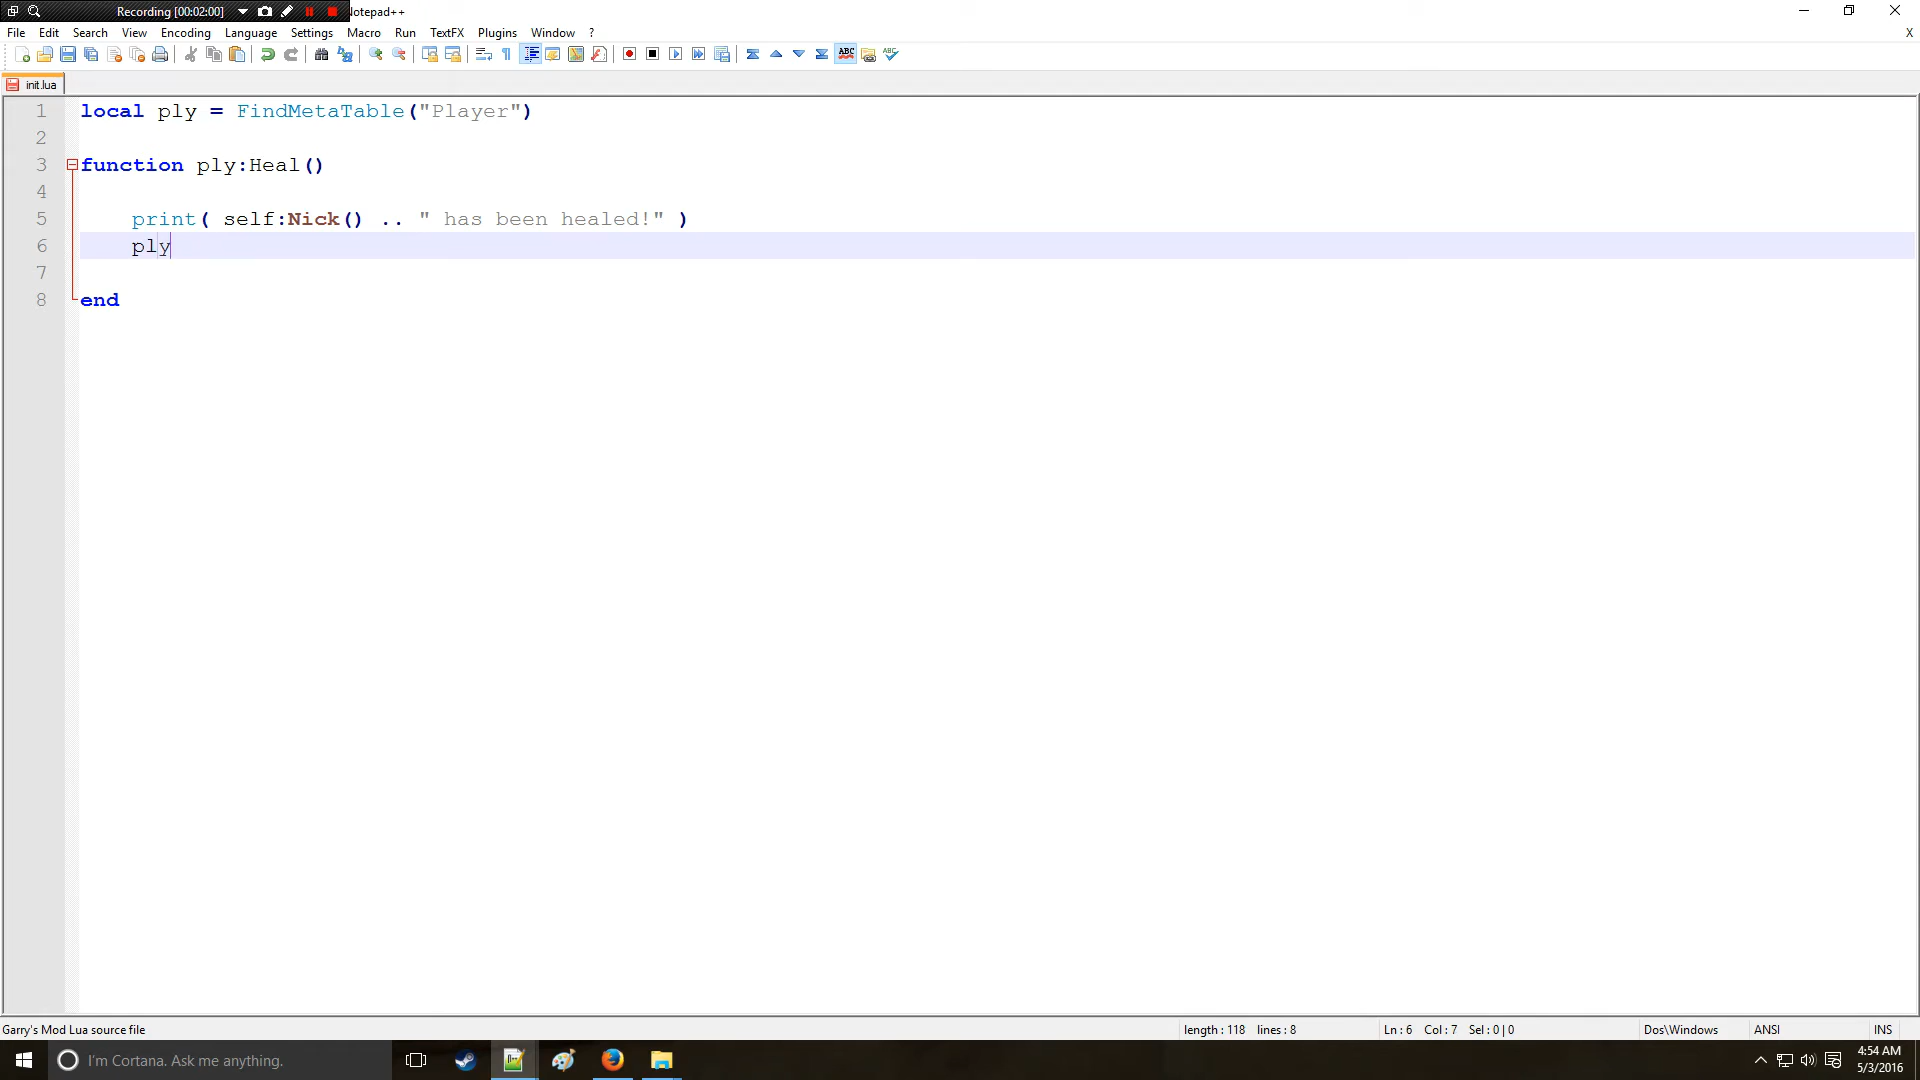 Recording [00:02:00] Notepad++
File Edit Search View Encoding Language Settings Macro Run TextFX Plugins Window ? X
init.lua
1 local ply = FindMetaTable("Player")
2
3 function ply:Heal()
4
5 print( self:Nick() .. " has been healed!" )
6 ply
7
8 end
Garry's Mod Lua source file length : 118 lines : 8 Ln : 6 Col : 7 Sel : 0 | 0 Dos\Windows ANSI INS
I'm Cortana. Ask me anything. 4:54 AM
5/3/2016